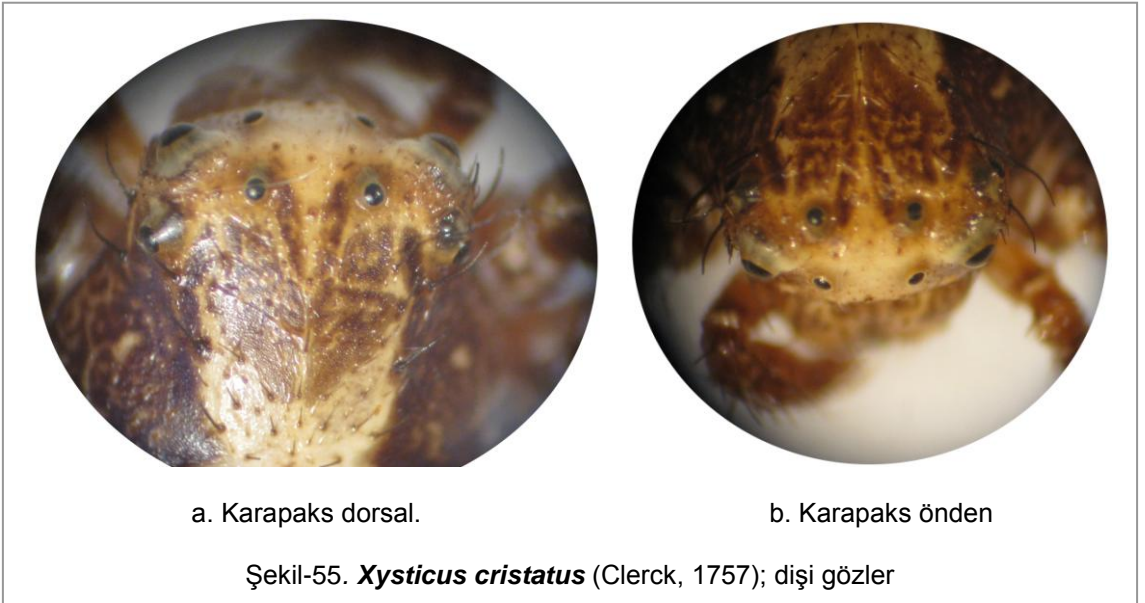 a. Karapaks dorsal.
b. Karapaks önden
Şekil-55. Xysticus cristatus (Clerck, 1757); dişi gözler